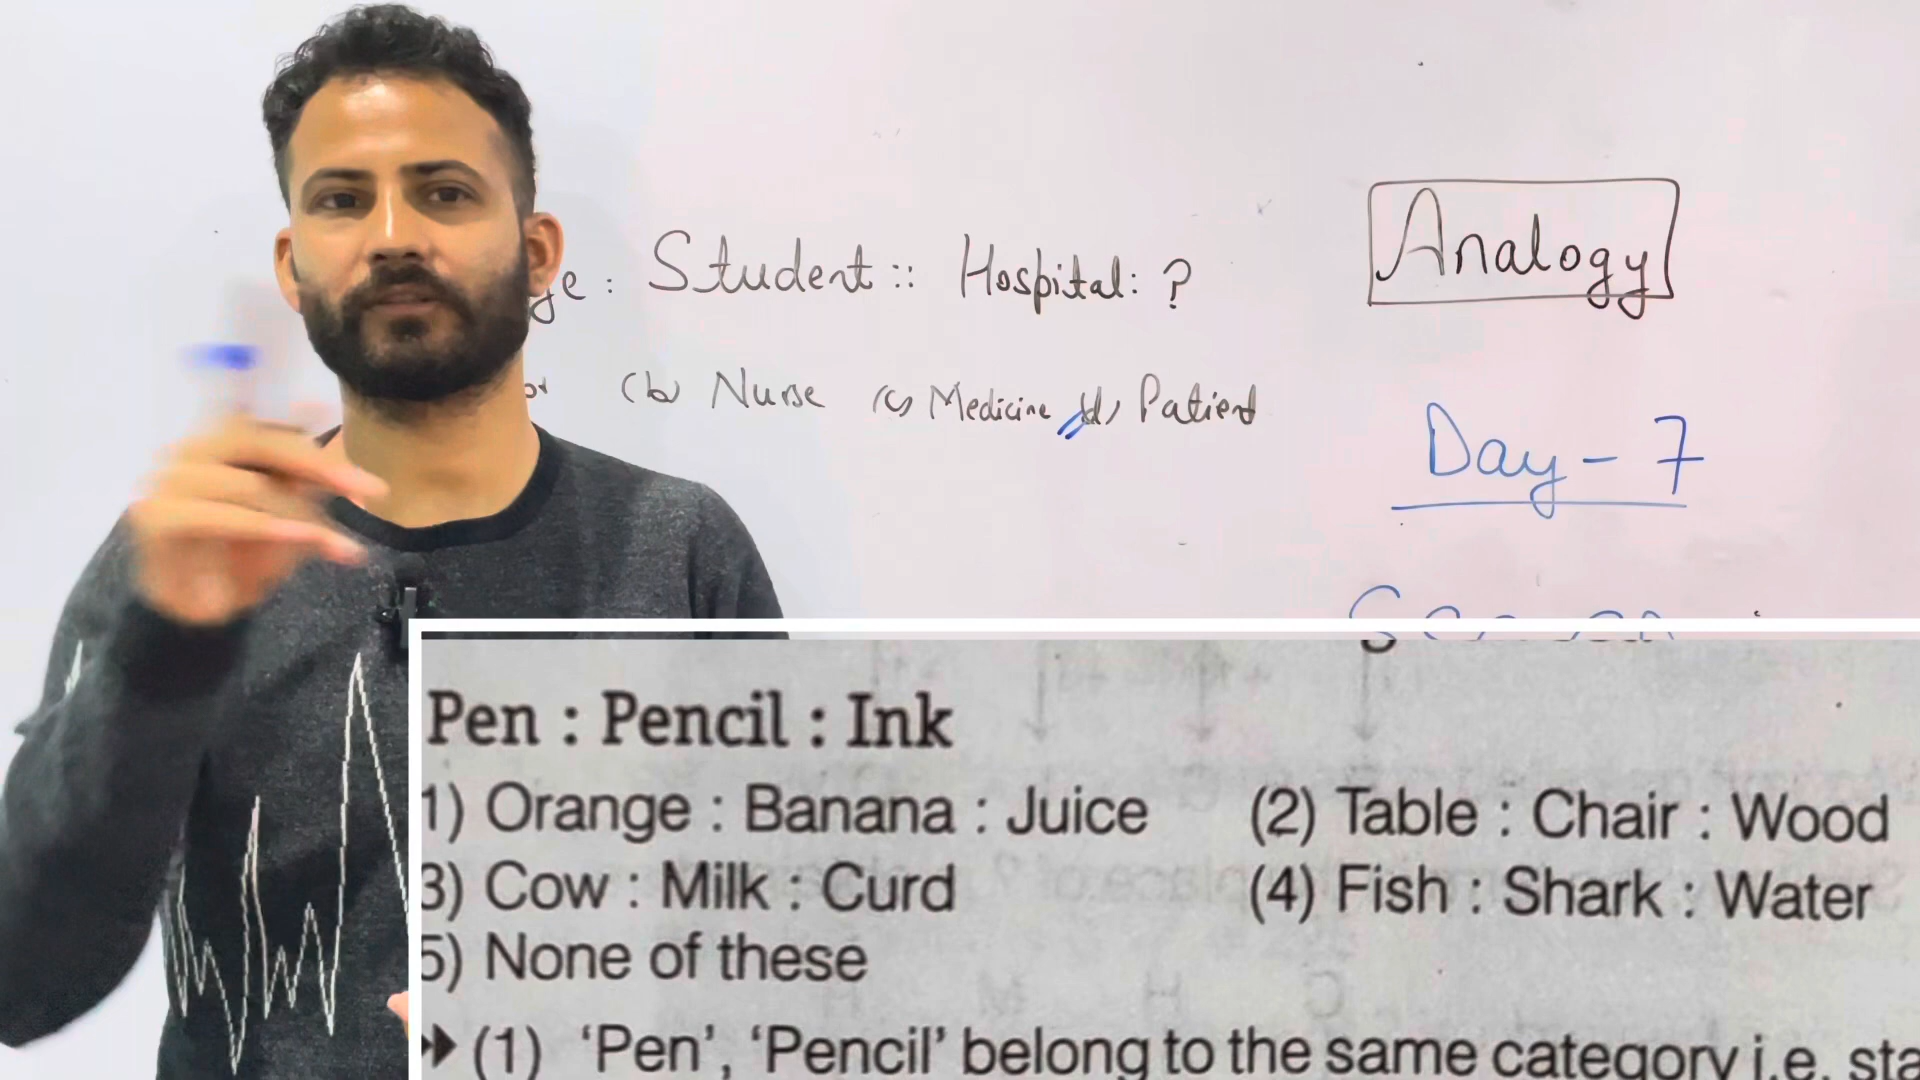 ge : Student :: Hospital : ?
or (b) Nurse (c) Medicine (d) Patient
Analogy
Day - 7
Pen : Pencil : Ink
1) Orange : Banana : Juice (2) Table : Chair : Wood
3) Cow : Milk : Curd (4) Fish : Shark : Water
5) None of these
(1) ‘Pen’, ‘Pencil’ belong to the same category i.e. sta